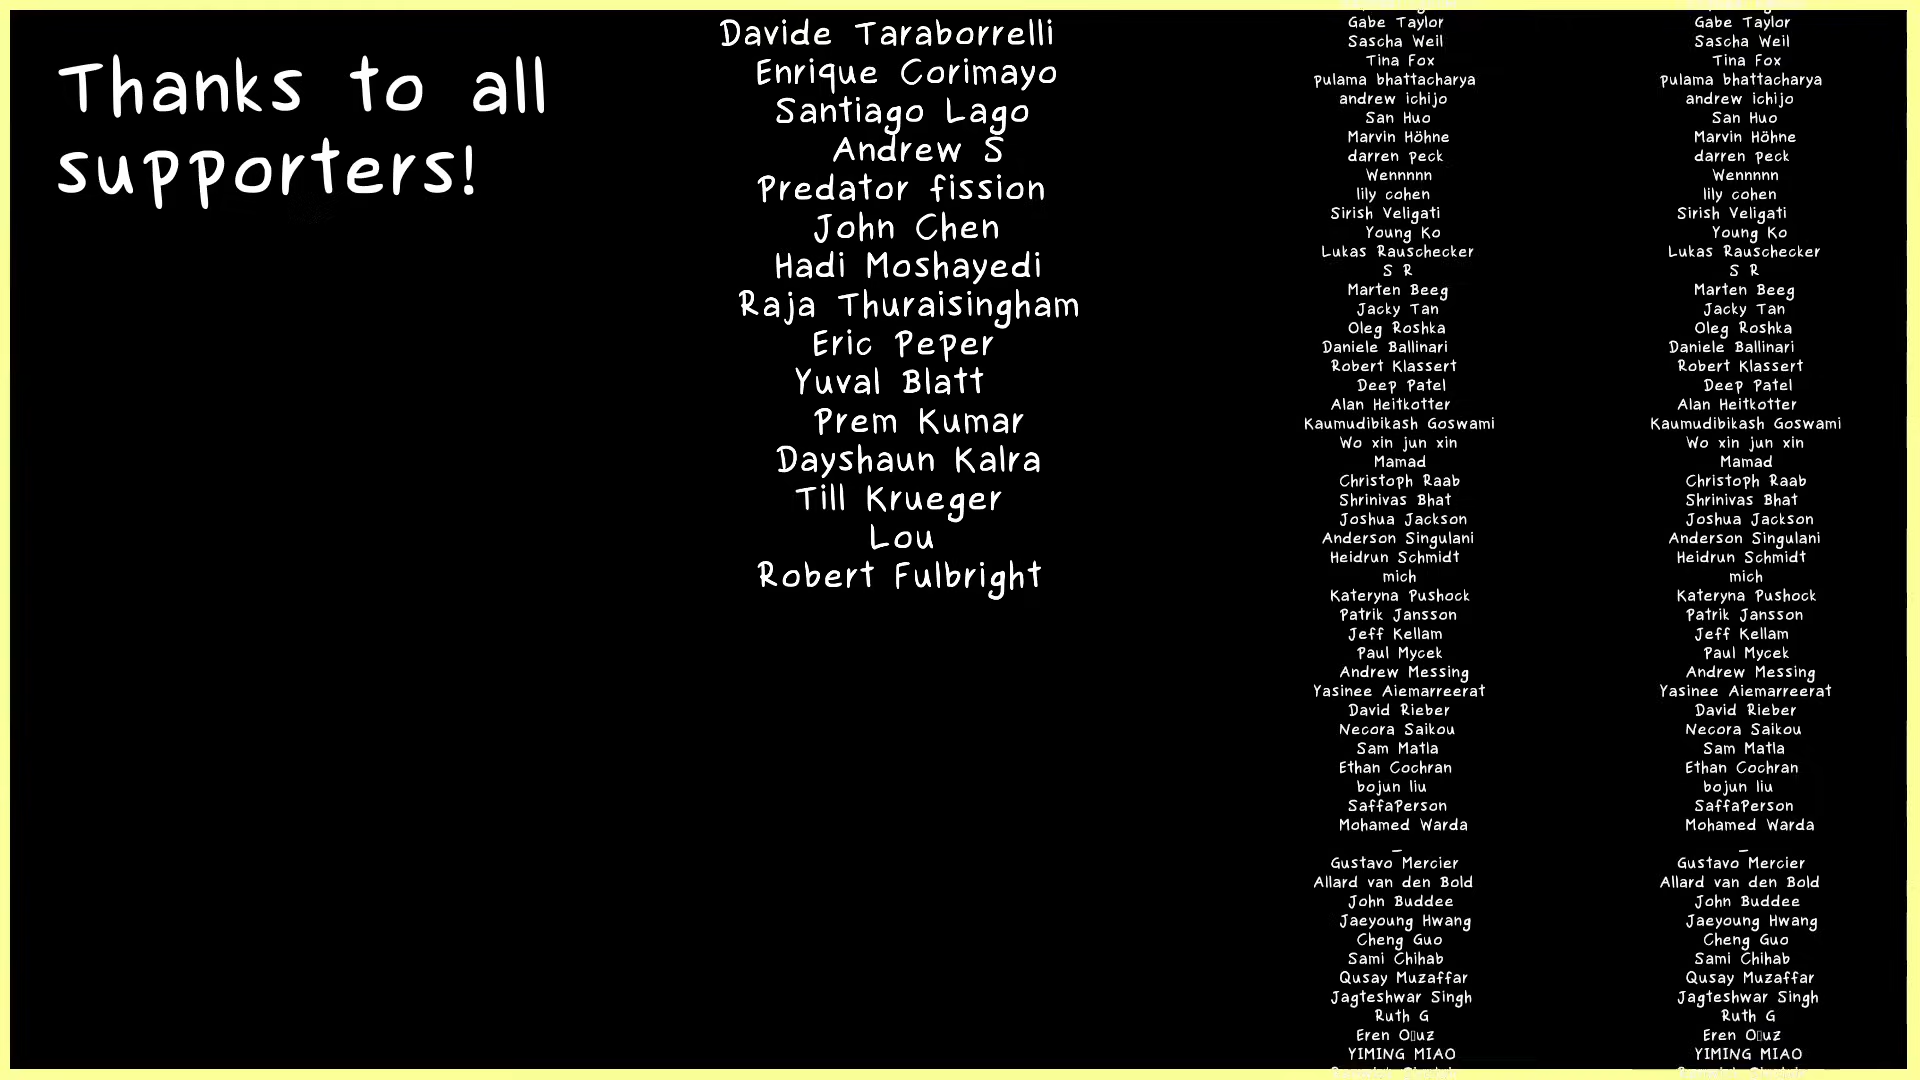 Thanks to all
supporters!
Davide Taraborrelli
Enrique Corimayo
Santiago Lago
Andrew S
Predator fission
John Chen
Hadi Moshayedi
Raja Thuraisingham
Eric Peper
Yuval Blatt
Prem Kumar
Dayshaun Kalra
Till Krueger
Lou
Robert Fulbright
Gabe Taylor
Sascha Weil
Tina Fox
pulama bhattacharya
andrew ichijo
San Huo
Marvin Höhne
darren peck
Wennnnn
lily cohen
Sirish Veligati
Young Ko
Lukas Rauschecker
S R
Marten Beeg
Jacky Tan
Oleg Roshka
Daniele Ballinari
Robert Klassert
Deep Patel
Alan Heitkotter
Kaumudibikash Goswami
Wo xin jun xin
Mamad
Christoph Raab
Shrinivas Bhat
Joshua Jackson
Anderson Singulani
Heidrun Schmidt
mich
Kateryna Pushock
Patrik Jansson
Jeff Kellam
Paul Mycek
Andrew Messing
Yasinee Aiemarreerat
David Rieber
Necora Saikou
Sam Matla
Ethan Cochran
bojun liu
SaffaPerson
Mohamed Warda
_
Gustavo Mercier
Allard van den Bold
John Buddee
Jaeyoung Hwang
Cheng Guo
Sami Chihab
Qusay Muzaffar
Jagteshwar Singh
Ruth G
Eren O▯uz
YIMING MIAO
Gabe Taylor
Sascha Weil
Tina Fox
pulama bhattacharya
andrew ichijo
San Huo
Marvin Höhne
darren peck
Wennnnn
lily cohen
Sirish Veligati
Young Ko
Lukas Rauschecker
S R
Marten Beeg
Jacky Tan
Oleg Roshka
Daniele Ballinari
Robert Klassert
Deep Patel
Alan Heitkotter
Kaumudibikash Goswami
Wo xin jun xin
Mamad
Christoph Raab
Shrinivas Bhat
Joshua Jackson
Anderson Singulani
Heidrun Schmidt
mich
Kateryna Pushock
Patrik Jansson
Jeff Kellam
Paul Mycek
Andrew Messing
Yasinee Aiemarreerat
David Rieber
Necora Saikou
Sam Matla
Ethan Cochran
bojun liu
SaffaPerson
Mohamed Warda
_
Gustavo Mercier
Allard van den Bold
John Buddee
Jaeyoung Hwang
Cheng Guo
Sami Chihab
Qusay Muzaffar
Jagteshwar Singh
Ruth G
Eren O▯uz
YIMING MIAO